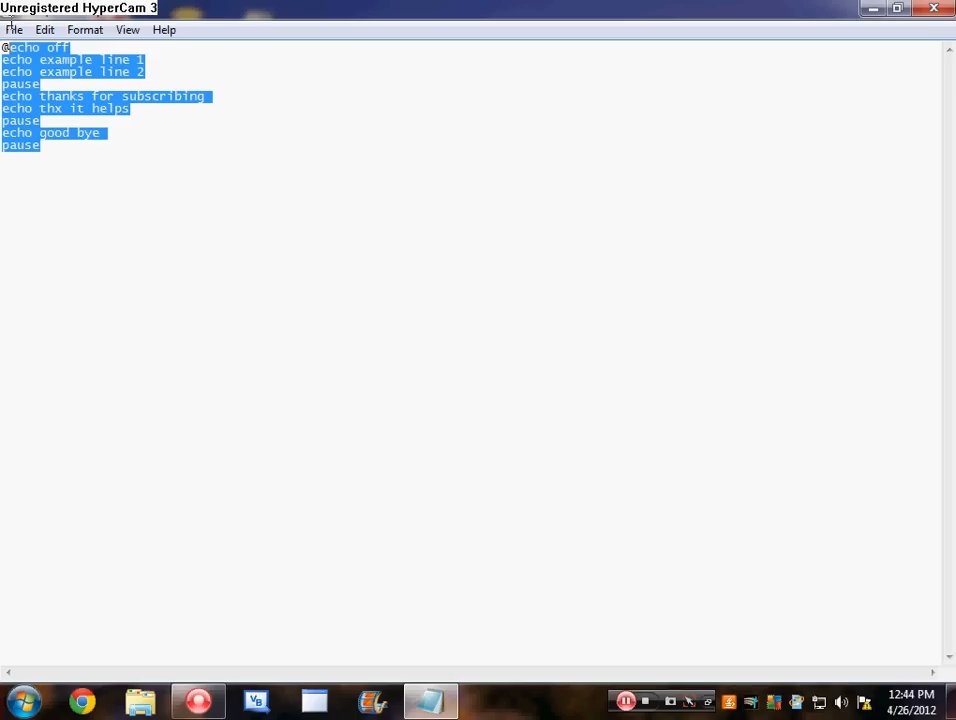 Unregistered HyperCam 3
File Edit Format View Help
@echo off
echo example line 1
echo example line 2
pause
echo thanks for subscribing
echo thx it helps
pause
echo good bye
pause
VB
12:44 PM
4/26/2012